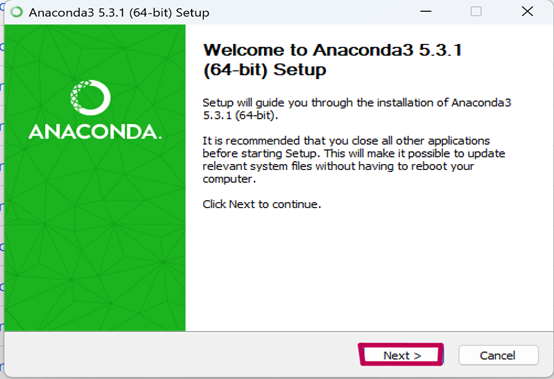 Anaconda3 5.3.1 (64-bit) Setup
ANACONDA.
Welcome to Anaconda3 5.3.1
(64-bit) Setup
Setup will guide you through the installation of Anaconda3
5.3.1 (64-bit).
It is recommended that you close all other applications
before starting Setup. This will make it possible to update
relevant system files without having to reboot your
computer.
Click Next to continue.
Next >
Cancel